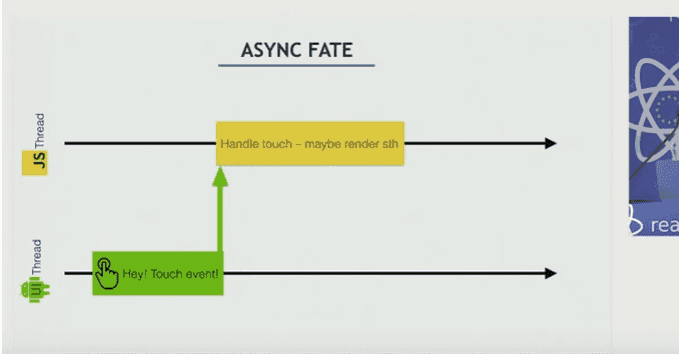 ASYNC FATE
JS Thread
Handle touch – maybe render sth
UI Thread
Hey! Touch event!
rea